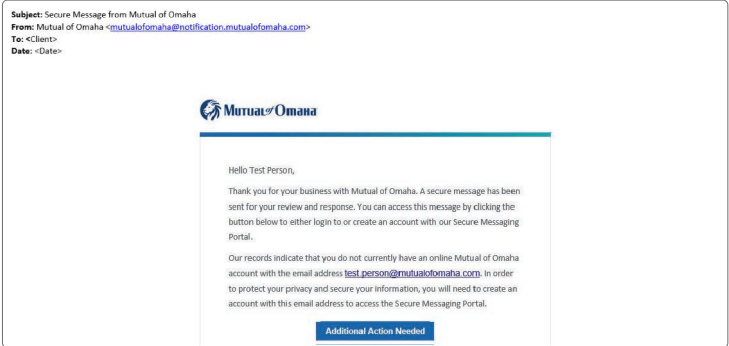 Subject: Secure Message from Mutual of Omaha
From: Mutual of Omaha <mutualofomaha@notification.mutualofomaha.com>
To: <Client>
Date: <Date>
Mutual of Omaha
Hello Test Person,
Thank you for your business with Mutual of Omaha. A secure message has been
sent for your review and response. You can access this message by clicking the
button below to either login to or create an account with our Secure Messaging
Portal.
Our records indicate that you do not currently have an online Mutual of Omaha
account with the email address test.person@mutualofomaha.com. In order
to protect your privacy and secure your information, you will need to create an
account with this email address to access the Secure Messaging Portal.
Additional Action Needed